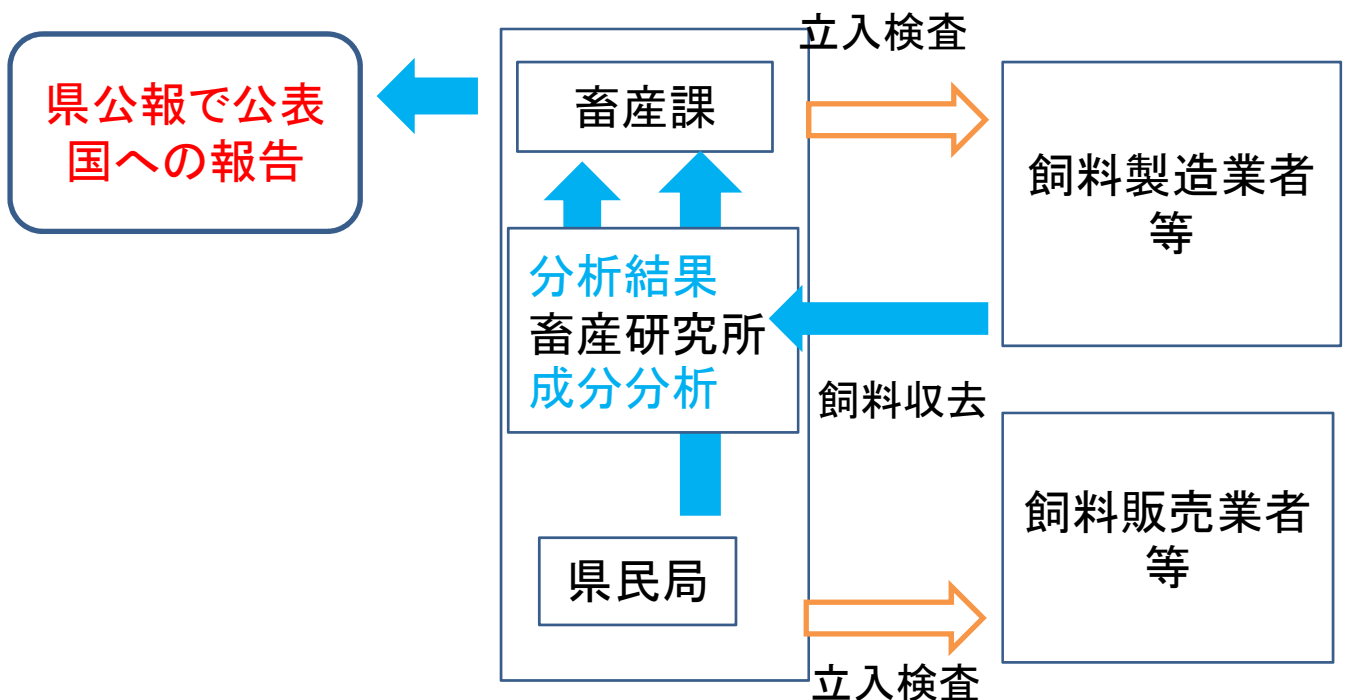 県公報で公表
国への報告
畜産課
分析結果
畜産研究所
成分分析
県民局
立入検査
飼料製造業者
等
飼料収去
飼料販売業者
等
立入検査